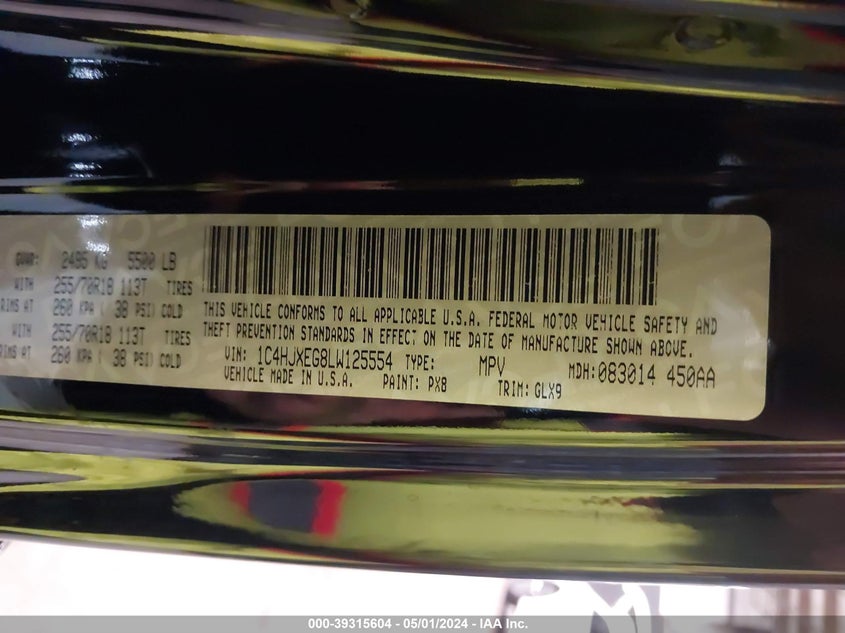 GVWR: 2495 KG 5500 LB
WITH 255/70R18 113T TIRES
RIMS AT 260 KPA ( 38 PSI) COLD
WITH 255/70R18 113T TIRES
RIMS AT 260 KPA ( 38 PSI) COLD
THIS VEHICLE CONFORMS TO ALL APPLICABLE U.S.A. FEDERAL MOTOR VEHICLE SAFETY AND
THEFT PREVENTION STANDARDS IN EFFECT ON THE DATE OF MANUFACTURE SHOWN ABOVE.
VIN: 1C4HJXEG8LW125554 TYPE: MPV MDH:083014 450AA
VEHICLE MADE IN U.S.A. PAINT: PX8 TRIM: GLX9
000-39315604 - 05/01/2024 - IAA Inc.